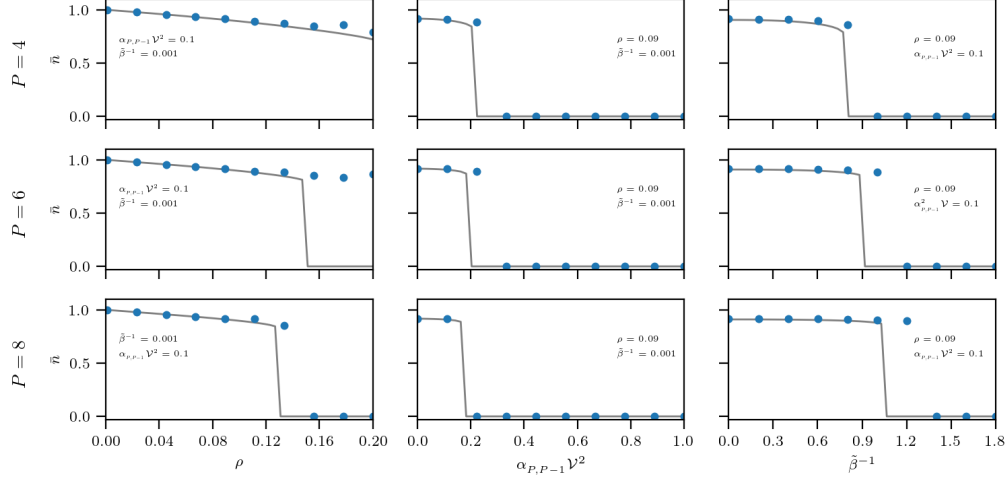 P = 4
n̄
1.0
0.5
0.0
α_{P,P−1}𝒱² = 0.1
β̃⁻¹ = 0.001
ρ = 0.09
β̃⁻¹ = 0.001
ρ = 0.09
α_{P,P−1}𝒱² = 0.1
P = 6
n̄
1.0
0.5
0.0
α_{P,P−1}𝒱² = 0.1
β̃⁻¹ = 0.001
ρ = 0.09
β̃⁻¹ = 0.001
ρ = 0.09
α²_{P,P−1}𝒱 = 0.1
P = 8
n̄
1.0
0.5
0.0
β̃⁻¹ = 0.001
α_{P,P−1}𝒱² = 0.1
ρ = 0.09
β̃⁻¹ = 0.001
ρ = 0.09
α_{P,P−1}𝒱² = 0.1
0.00 0.04 0.08 0.12 0.16 0.20
0.0 0.2 0.4 0.6 0.8 1.0
0.0 0.3 0.6 0.9 1.2 1.5 1.8
ρ
α_{P,P−1}𝒱²
β̃⁻¹